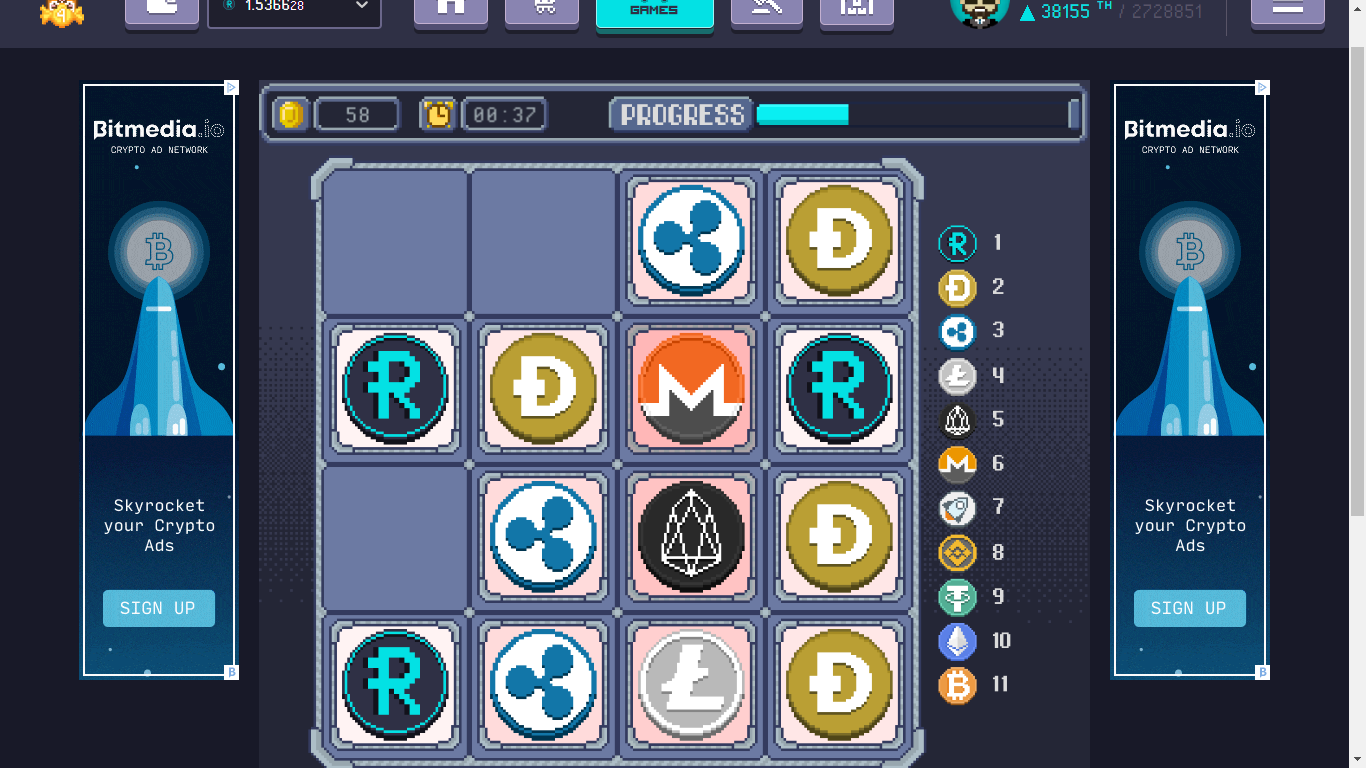 1.536628
GAMES
38155 TH / 2728851
58
00:37
PROGRESS
Bitmedia.io
CRYPTO AD NETWORK
Skyrocket
your Crypto
Ads
SIGN UP
1
2
3
4
5
6
7
8
9
10
11
Bitmedia.io
CRYPTO AD NETWORK
Skyrocket
your Crypto
Ads
SIGN UP